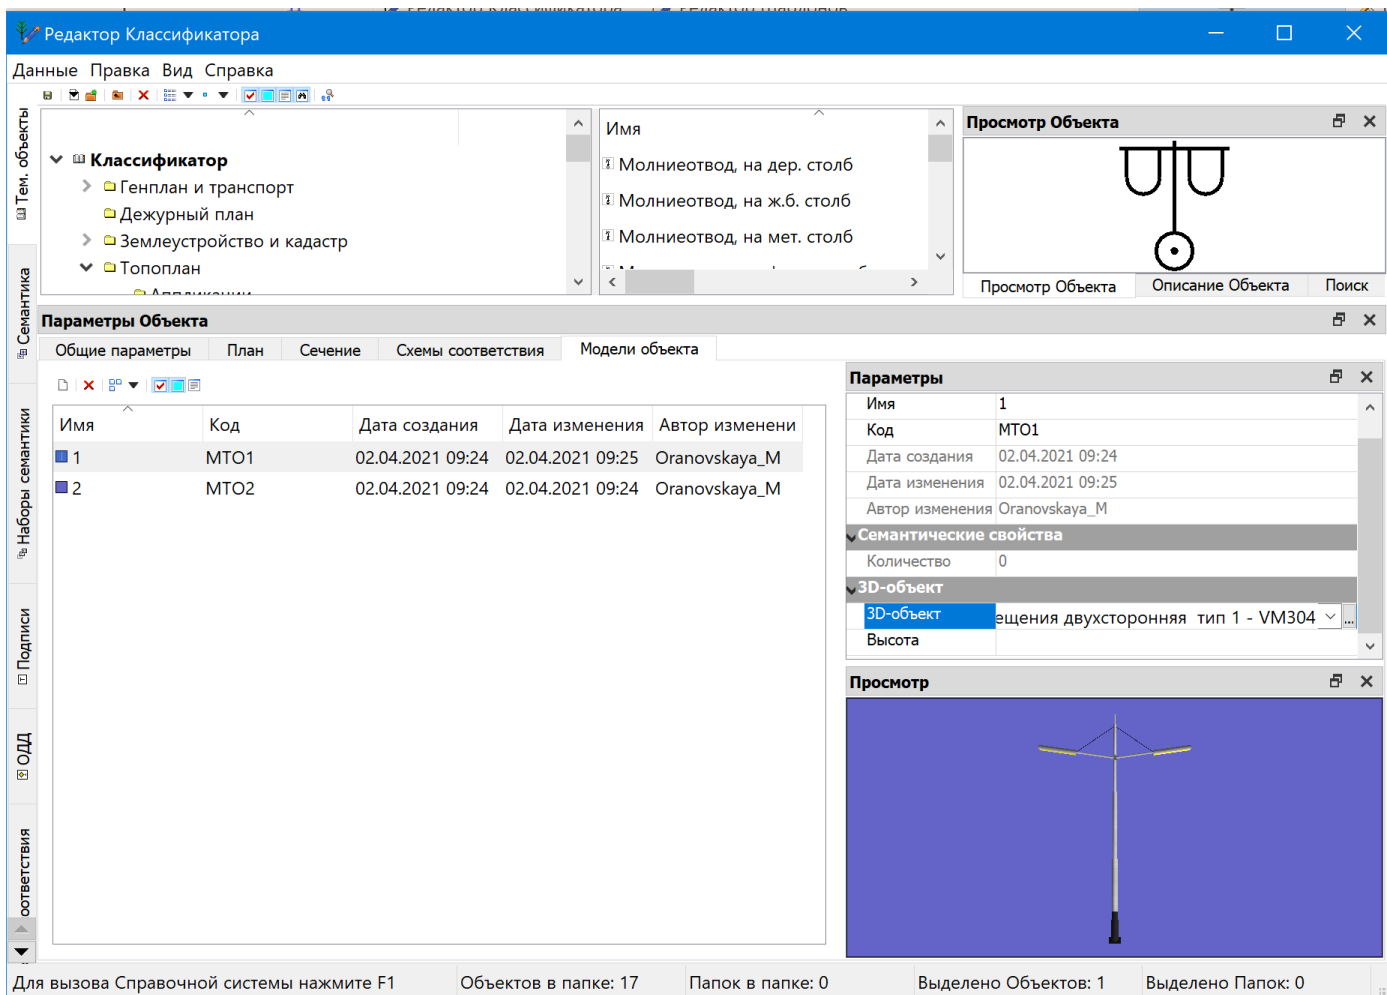 Редактор Классификатора
Данные Правка Вид Справка
Тем. объекты
Семантика
Наборы семантики
Подписи
ОДД
оответствия
Классификатор
Генплан и транспорт
Дежурный план
Землеустройство и кадастр
Топоплан
Аппликации
Имя
Молниеотвод, на дер. столб
Молниеотвод, на ж.б. столб
Молниеотвод, на мет. столб
Просмотр Объекта
Просмотр Объекта Описание Объекта Поиск
Параметры Объекта
Общие параметры План Сечение Схемы соответствия Модели объекта
Имя Код Дата создания Дата изменения Автор изменени
1 МТО1 02.04.2021 09:24 02.04.2021 09:25 Oranovskaya_M
2 МТО2 02.04.2021 09:24 02.04.2021 09:24 Oranovskaya_M
Параметры
Имя 1
Код МТО1
Дата создания 02.04.2021 09:24
Дата изменения 02.04.2021 09:25
Автор изменения Oranovskaya_M
Семантические свойства
Количество 0
3D-объект
3D-объект ещения двухсторонняя тип 1 - VM304 ...
Высота
Просмотр
Для вызова Справочной системы нажмите F1 Объектов в папке: 17 Папок в папке: 0 Выделено Объектов: 1 Выделено Папок: 0